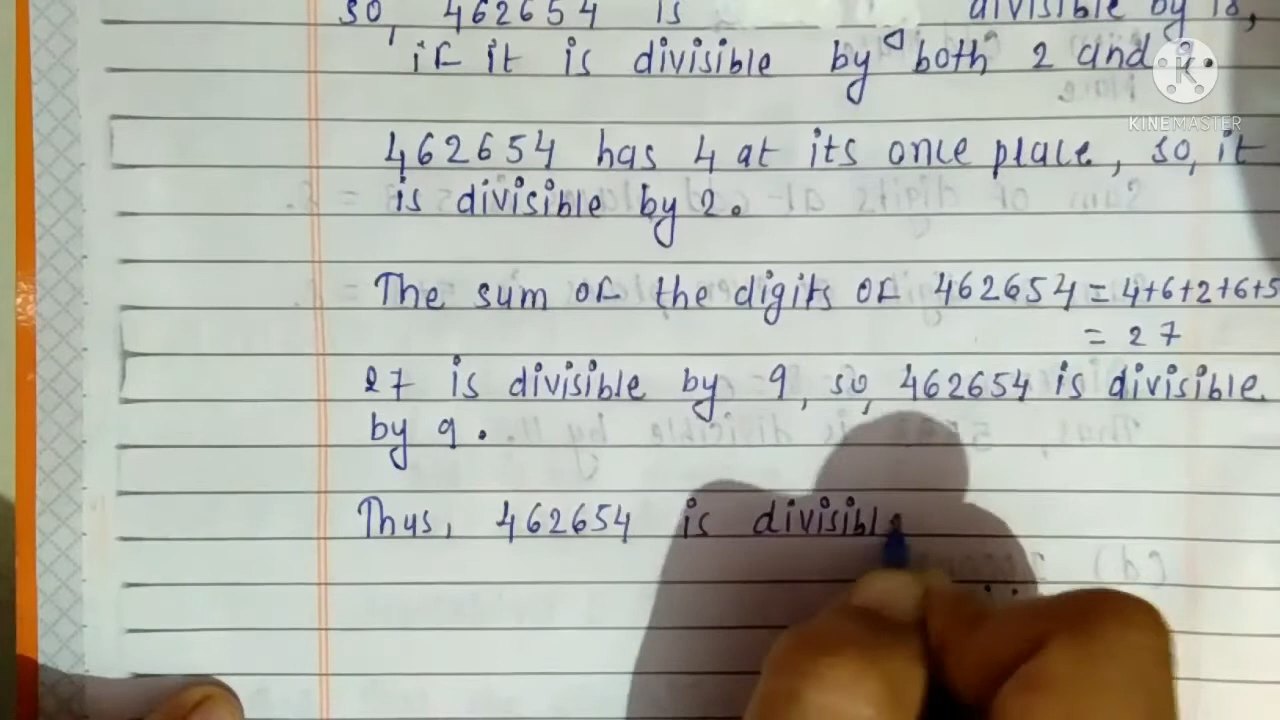 so, 462654 is divisible by 18,
if it is divisible by both 2 and
KINEMASTER
462654 has 4 at its once place, so, it
is divisible by 2.
The sum of the digits of 462654 = 4+6+2+6+5
= 27
27 is divisible by 9, so, 462654 is divisible
by 9.
Thus, 462654 is divisible